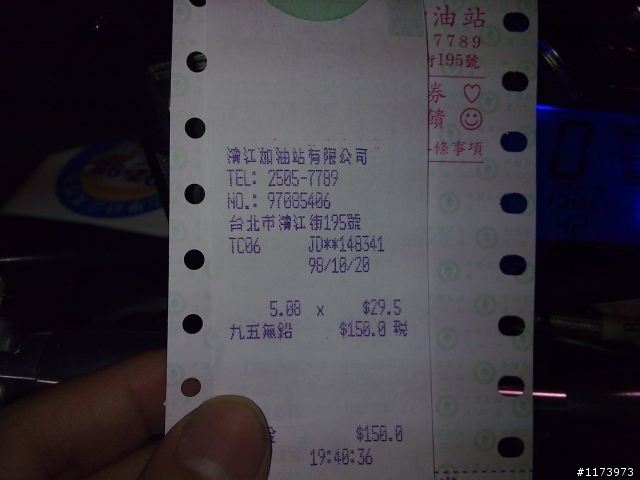 濱江加油站有限公司
TEL: 2505-7789
NO.: 97085406
台北市濱江街195號
TC06 JD**148341
98/10/20
5.08 x $29.5
九五無鉛 $150.0 稅
$150.0
19:40:36
油站
7789
街195號
券 ♡
饋 ☺
條事項
#1173973